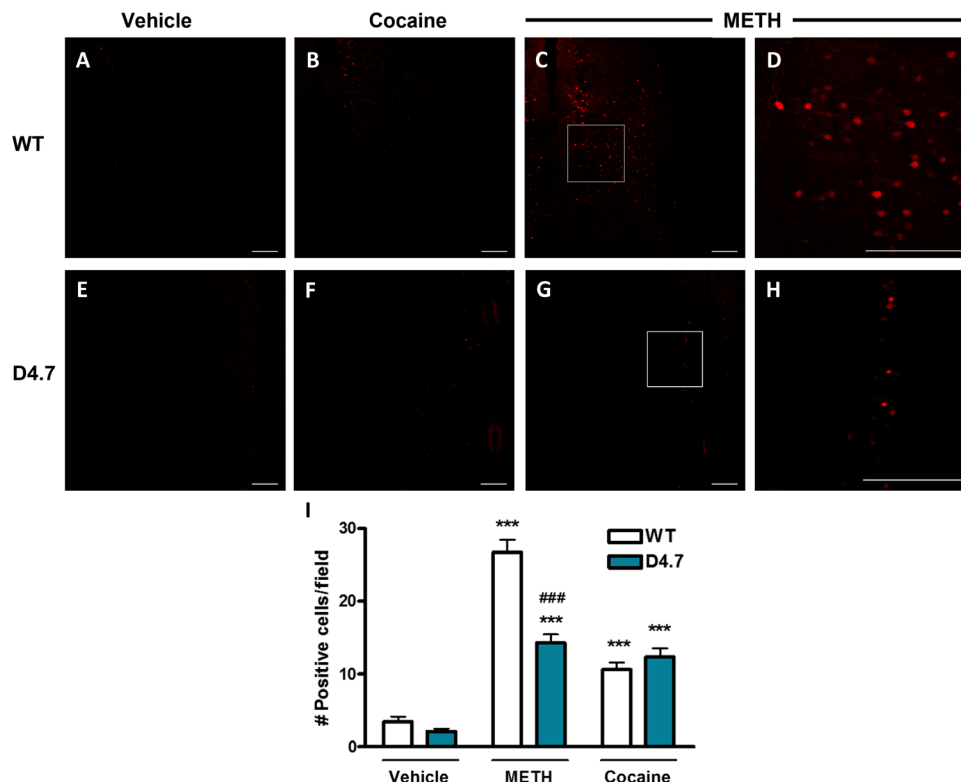 Vehicle Cocaine METH
A B C D
WT
E F G H
D4.7
I
30
20
10
0
# Positive cells/field
***
###
***
***
***
WT
D4.7
Vehicle METH Cocaine